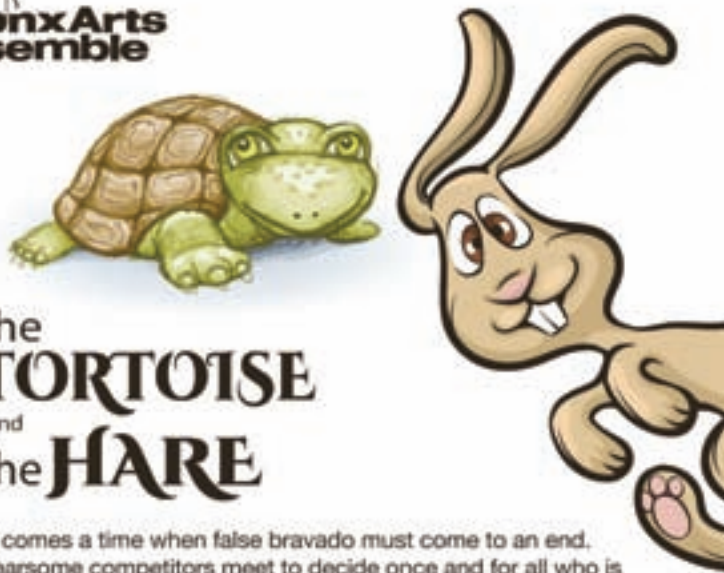 onxArts
semble
he
TORTOISE
nd
he HARE
comes a time when false bravado must come to an end.
earsome competitors meet to decide once and for all who is